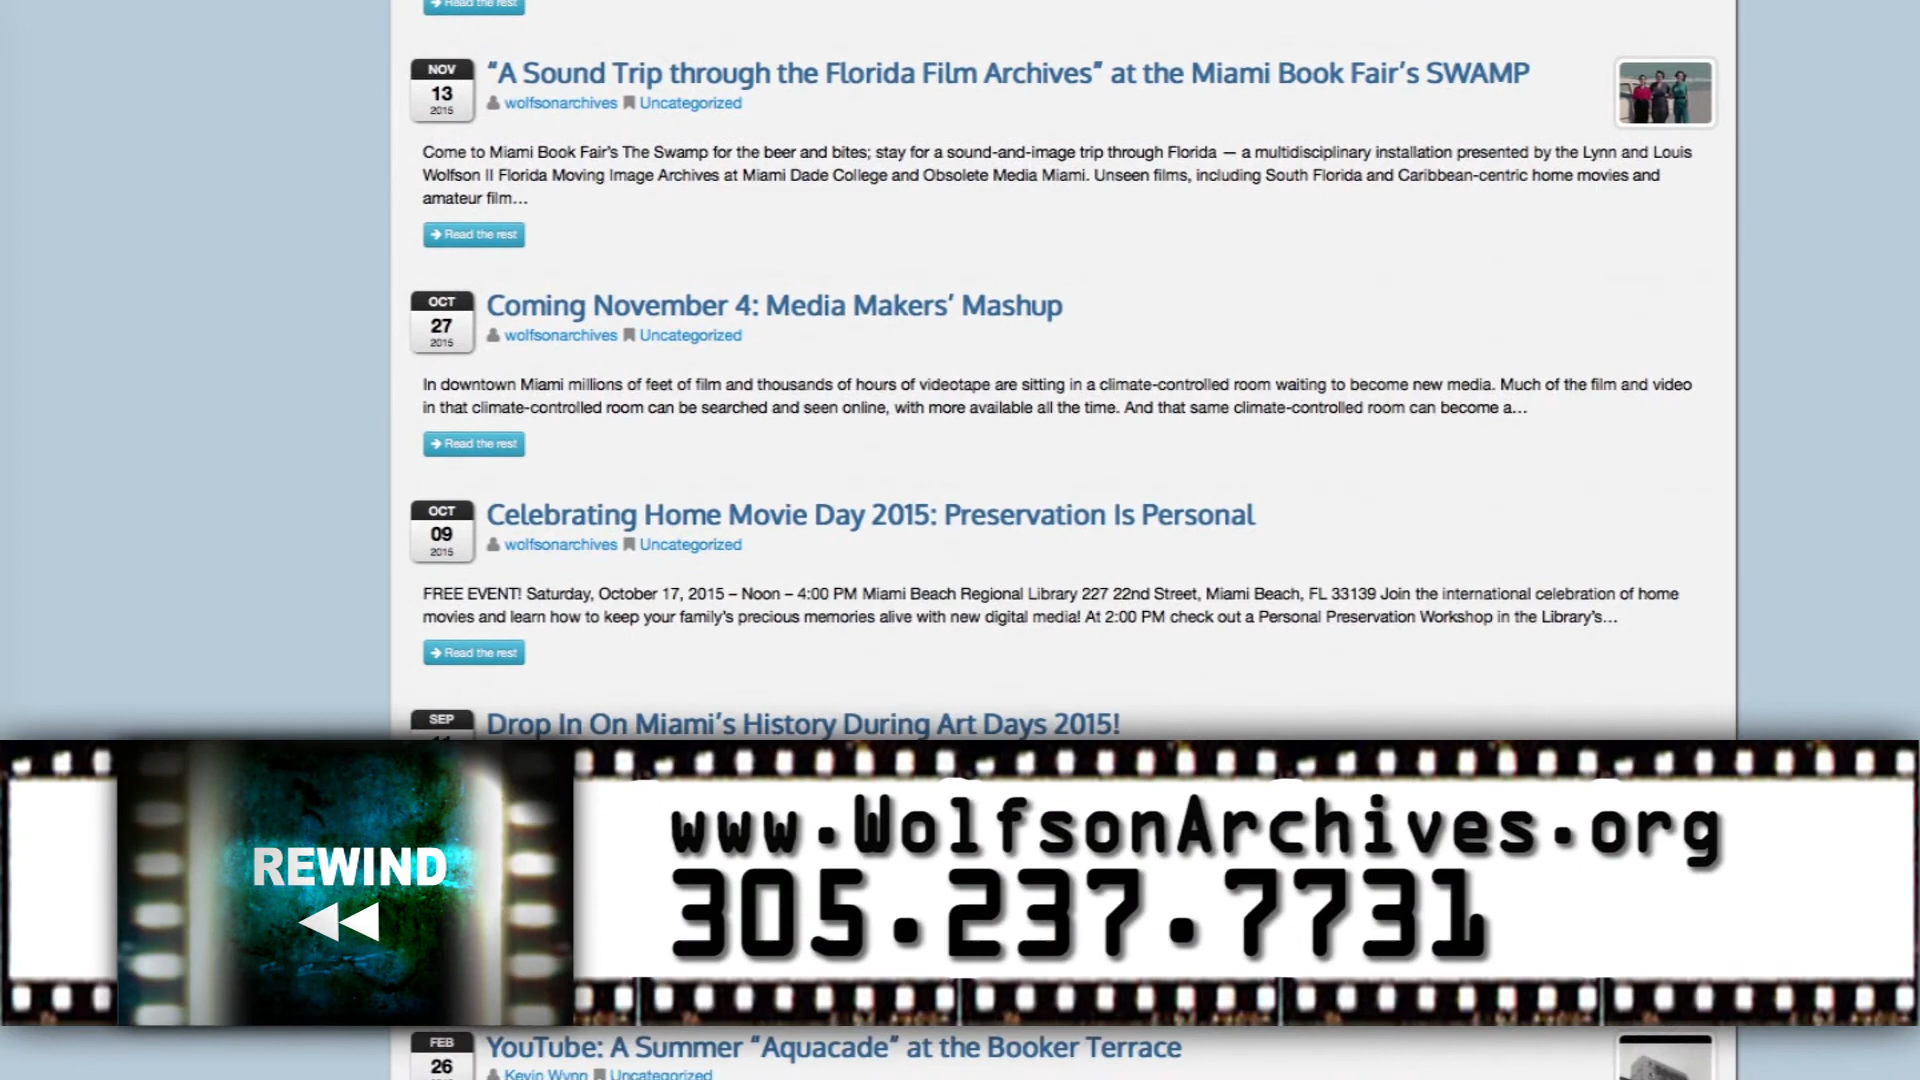 Read the rest
NOV
13
2015
“A Sound Trip through the Florida Film Archives” at the Miami Book Fair’s SWAMP
wolfsonarchives Uncategorized
Come to Miami Book Fair’s The Swamp for the beer and bites; stay for a sound-and-image trip through Florida — a multidisciplinary installation presented by the Lynn and Louis
Wolfson II Florida Moving Image Archives at Miami Dade College and Obsolete Media Miami. Unseen films, including South Florida and Caribbean-centric home movies and
amateur film…
Read the rest
OCT
27
2015
Coming November 4: Media Makers’ Mashup
wolfsonarchives Uncategorized
In downtown Miami millions of feet of film and thousands of hours of videotape are sitting in a climate-controlled room waiting to become new media. Much of the film and video
in that climate-controlled room can be searched and seen online, with more available all the time. And that same climate-controlled room can become a…
Read the rest
OCT
09
2015
Celebrating Home Movie Day 2015: Preservation Is Personal
wolfsonarchives Uncategorized
FREE EVENT! Saturday, October 17, 2015 – Noon – 4:00 PM Miami Beach Regional Library 227 22nd Street, Miami Beach, FL 33139 Join the international celebration of home
movies and learn how to keep your family’s precious memories alive with new digital media! At 2:00 PM check out a Personal Preservation Workshop in the Library’s…
Read the rest
SEP
Drop In On Miami’s History During Art Days 2015!
REWIND
www.WolfsonArchives.org
305.237.7731
FEB
26
YouTube: A Summer “Aquacade” at the Booker Terrace
Kevin Wynn Uncategorized